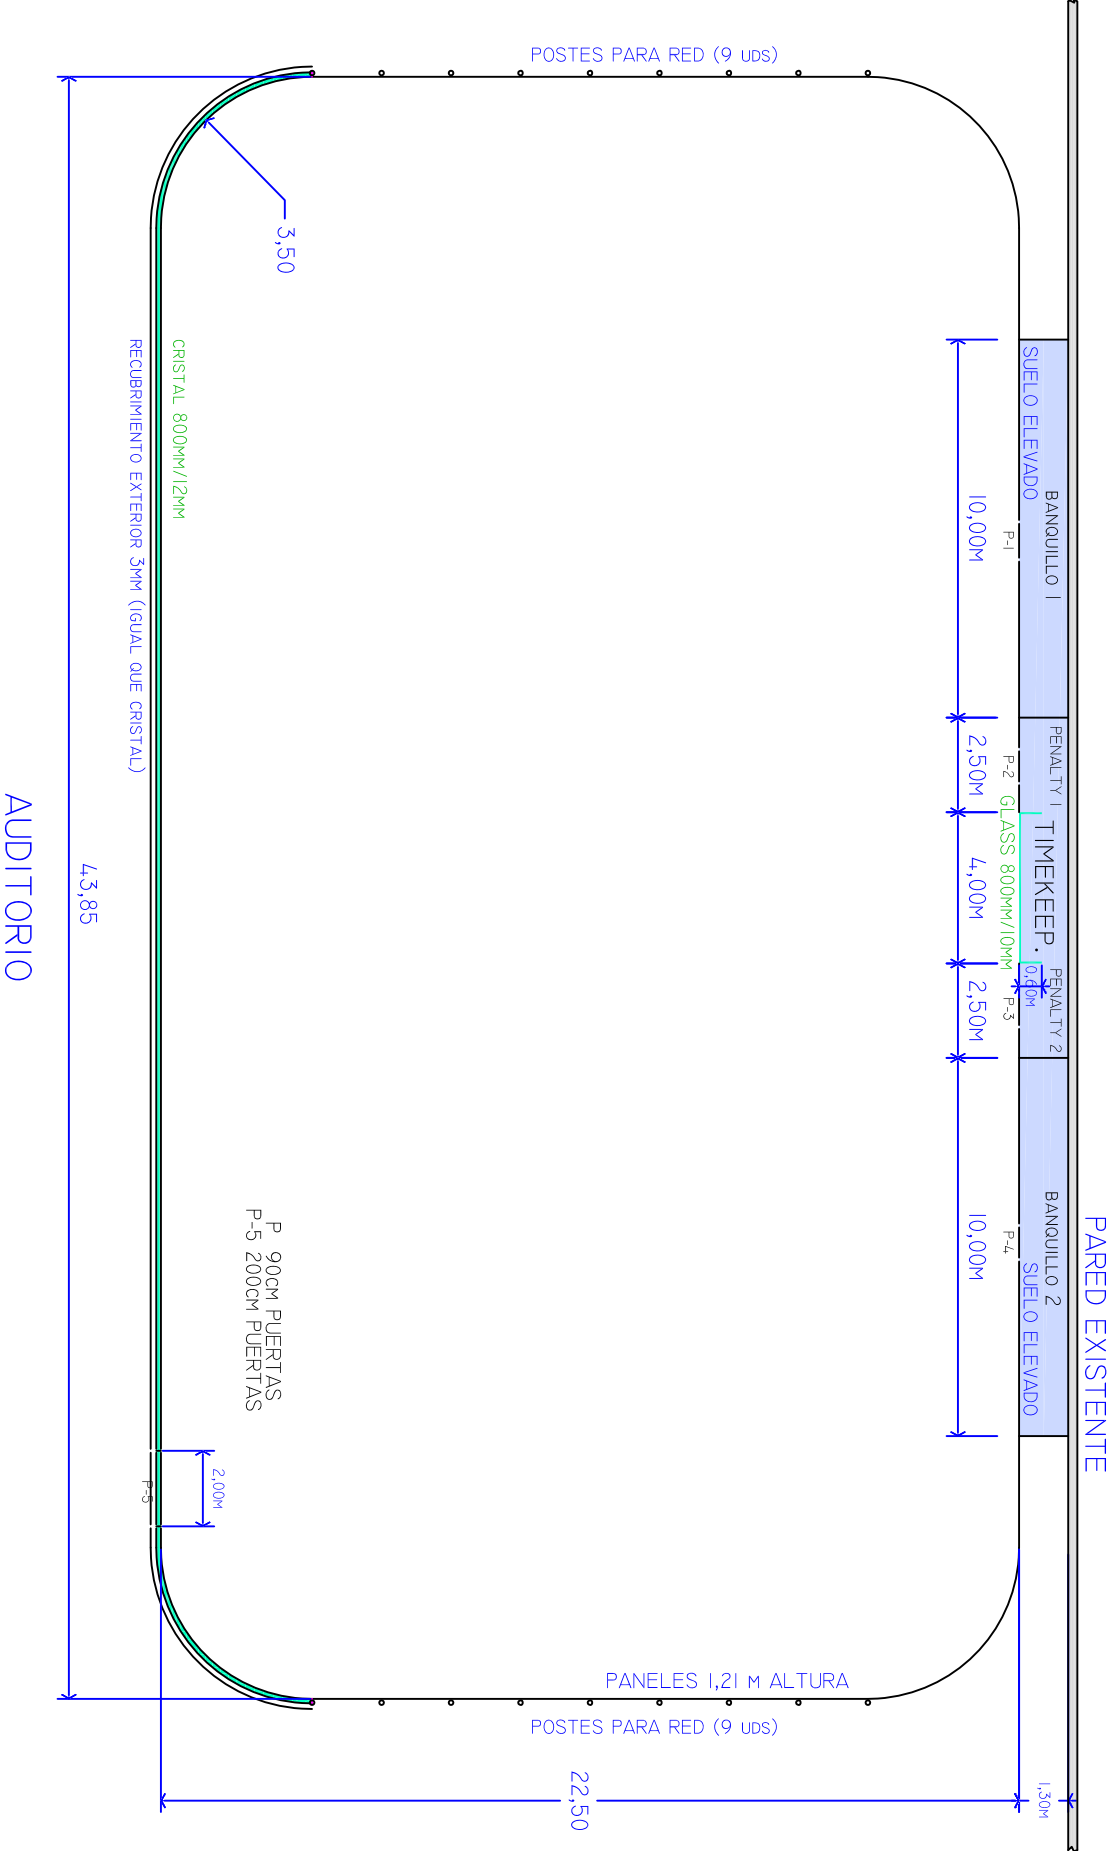 POSTES PARA RED (9 UDS)
3,50
CRISTAL 800MM/12MM
RECUBRIMIENTO EXTERIOR 3MM (IGUAL QUE CRISTAL)
SUELO ELEVADO
BANQUILLO 1
P-1
10,00M
PENALTY 1
P-2
2,50M
TIMEKEEP.
GLASS 800MM/10MM
4,00M
PENALTY 2
0,60M
P-3
2,50M
BANQUILLO 2
P-4
SUELO ELEVADO
10,00M
PARED EXISTENTE
43,85
AUDITORIO
P 90CM PUERTAS
P-5 200CM PUERTAS
2,00M
P-5
PANELES 1,21 M ALTURA
POSTES PARA RED (9 UDS)
22,50
1,30M